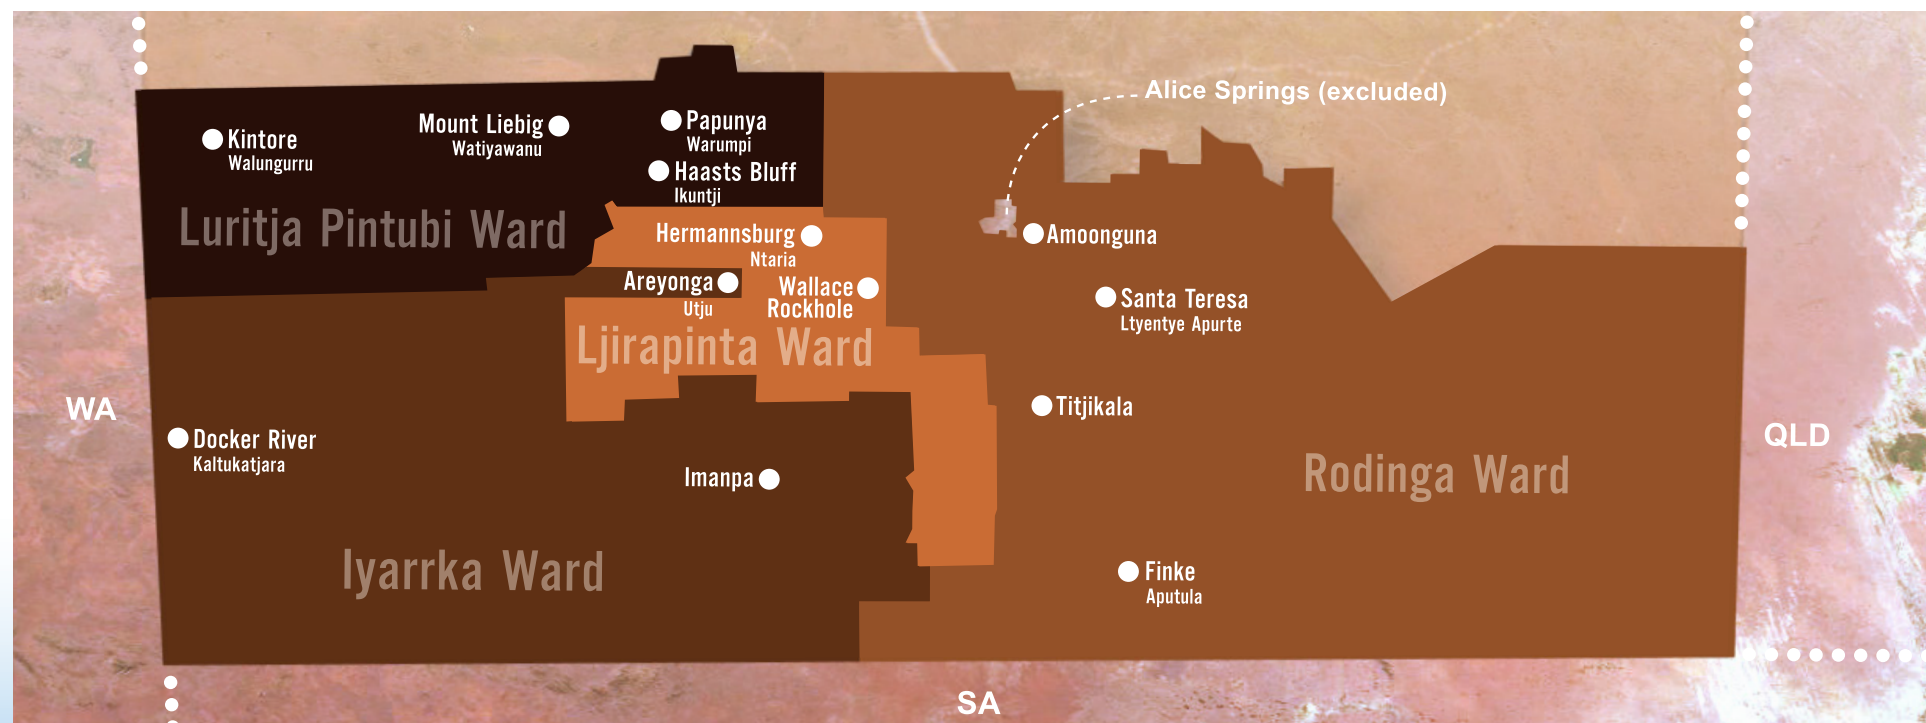 Alice Springs (excluded)
Kintore
Walungurru
Mount Liebig
Watiyawanu
Papunya
Warumpi
Haasts Bluff
Ikuntji
Luritja Pintubi Ward
Hermannsburg
Ntaria
Amoonguna
Areyonga
Utju
Wallace
Rockhole
Santa Teresa
Ltyentye Apurte
Ljirapinta Ward
WA
Titjikala
QLD
Docker River
Kaltukatjara
Imanpa
Rodinga Ward
Iyarrka Ward
Finke
Aputula
SA